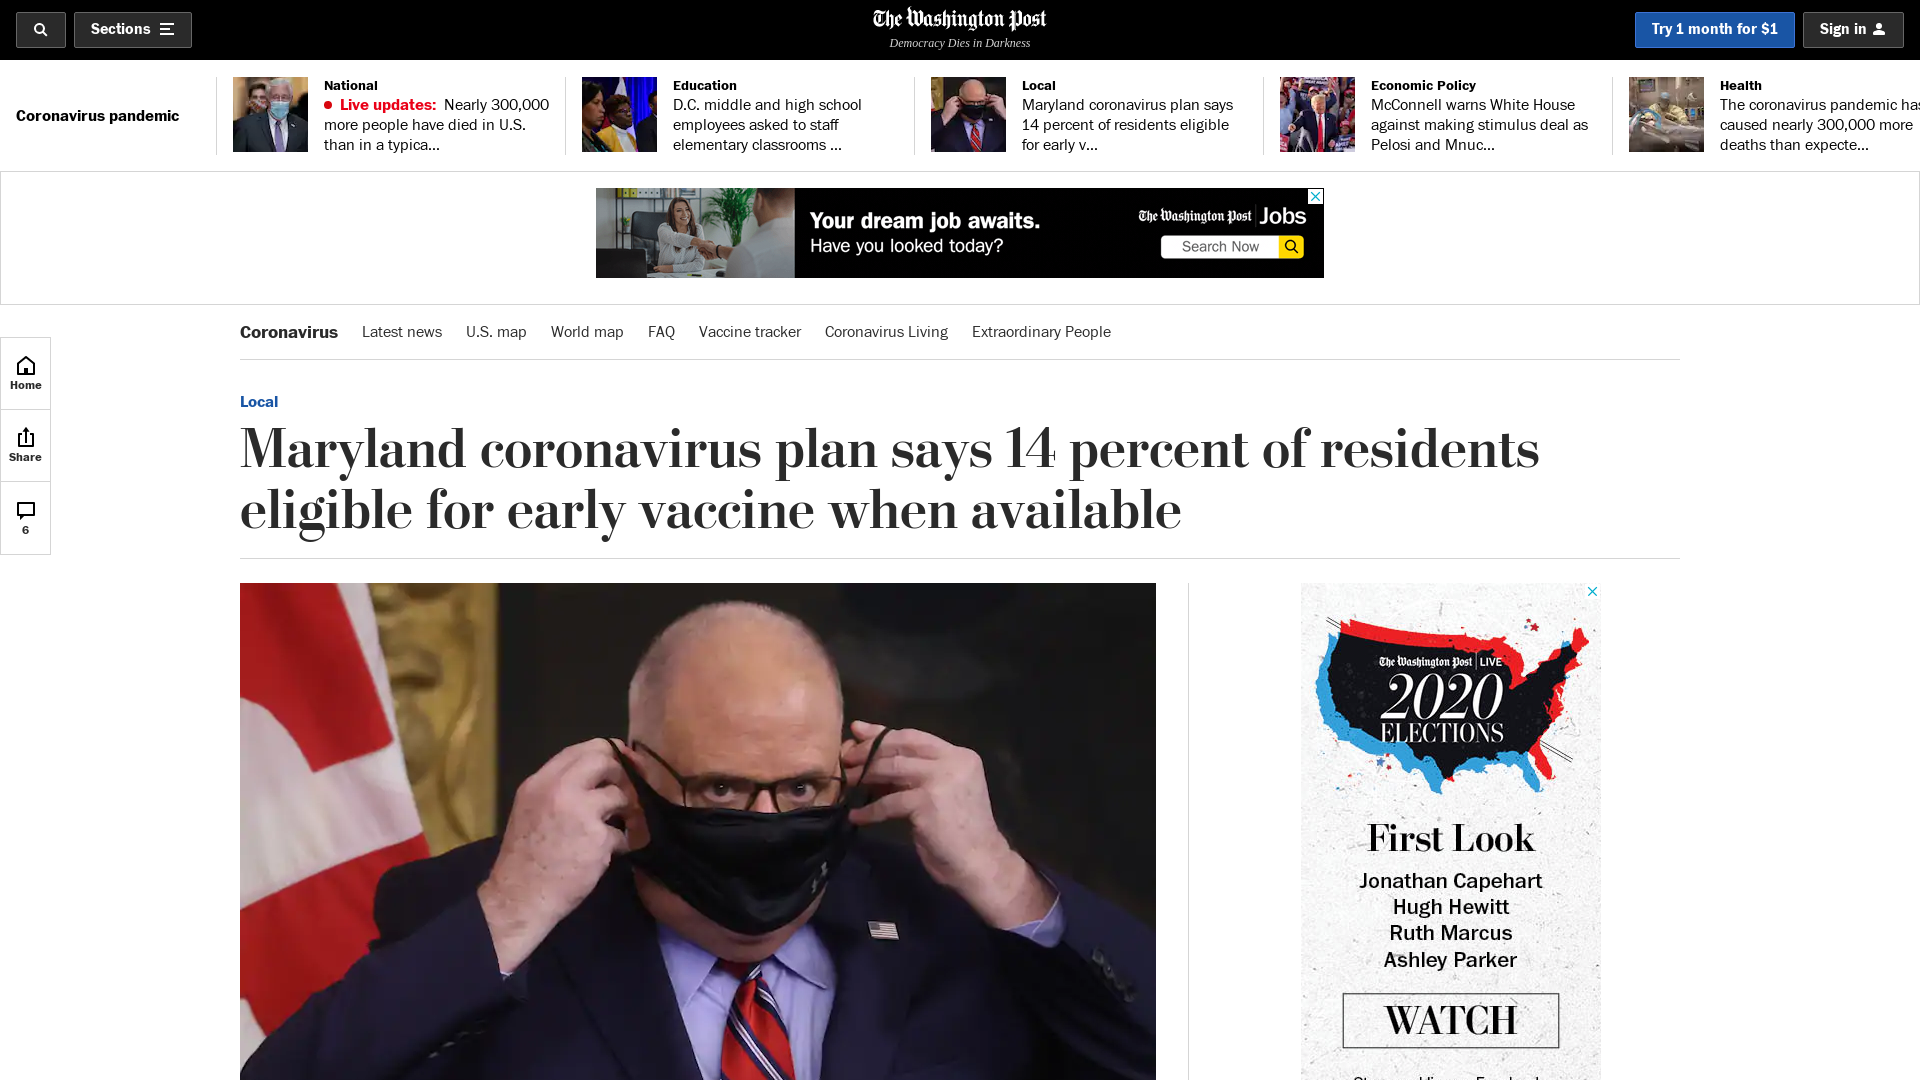 Sections
The Washington Post
Democracy Dies in Darkness
Try 1 month for $1
Sign in
Coronavirus pandemic
National
Live updates: Nearly 300,000
more people have died in U.S.
than in a typica...
Education
D.C. middle and high school
employees asked to staff
elementary classrooms ...
Local
Maryland coronavirus plan says
14 percent of residents eligible
for early v...
Economic Policy
McConnell warns White House
against making stimulus deal as
Pelosi and Mnuc...
Health
The coronavirus pandemic has
caused nearly 300,000 more
deaths than expecte...
Your dream job awaits.
Have you looked today?
The Washington Post Jobs
Search Now
Coronavirus Latest news U.S. map World map FAQ Vaccine tracker Coronavirus Living Extraordinary People
Home
Share
6
Local
Maryland coronavirus plan says 14 percent of residents
eligible for early vaccine when available
The Washington Post LIVE
2020
ELECTIONS
First Look
Jonathan Capehart
Hugh Hewitt
Ruth Marcus
Ashley Parker
WATCH